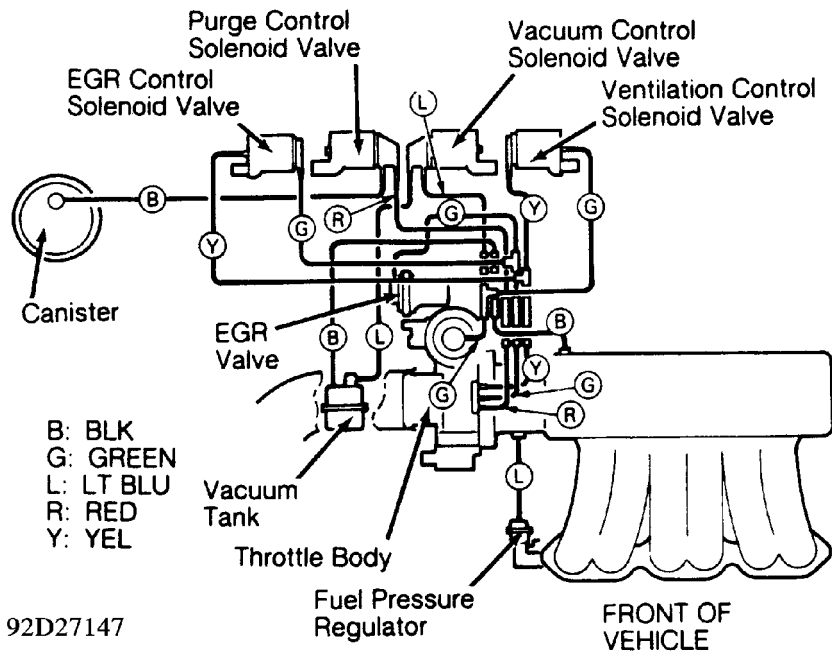 Purge Control
Solenoid Valve
Vacuum Control
Solenoid Valve
EGR Control
Solenoid Valve
Ventilation Control
Solenoid Valve
L
B
R
G
G
Y
G
Y
Canister
EGR
Valve
B
L
G
B
Y
G
R
L
B: BLK
G: GREEN
L: LT BLU
R: RED
Y: YEL
Vacuum
Tank
Throttle Body
Fuel Pressure
Regulator
FRONT OF
VEHICLE
92D27147